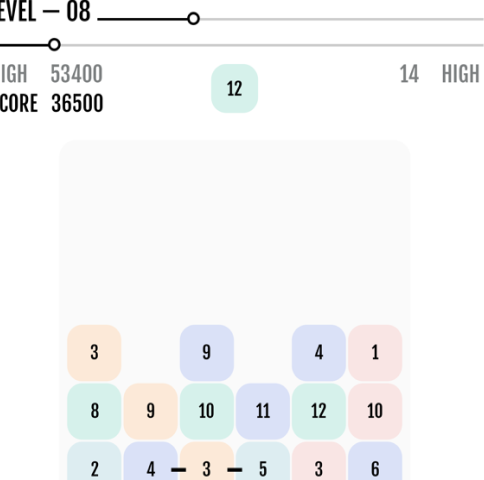 EVEL — 08
IGH 53400 14 HIGH
CORE 36500 12
3 9 4 1
8 9 10 11 12 10
2 4 – 3 – 5 3 6